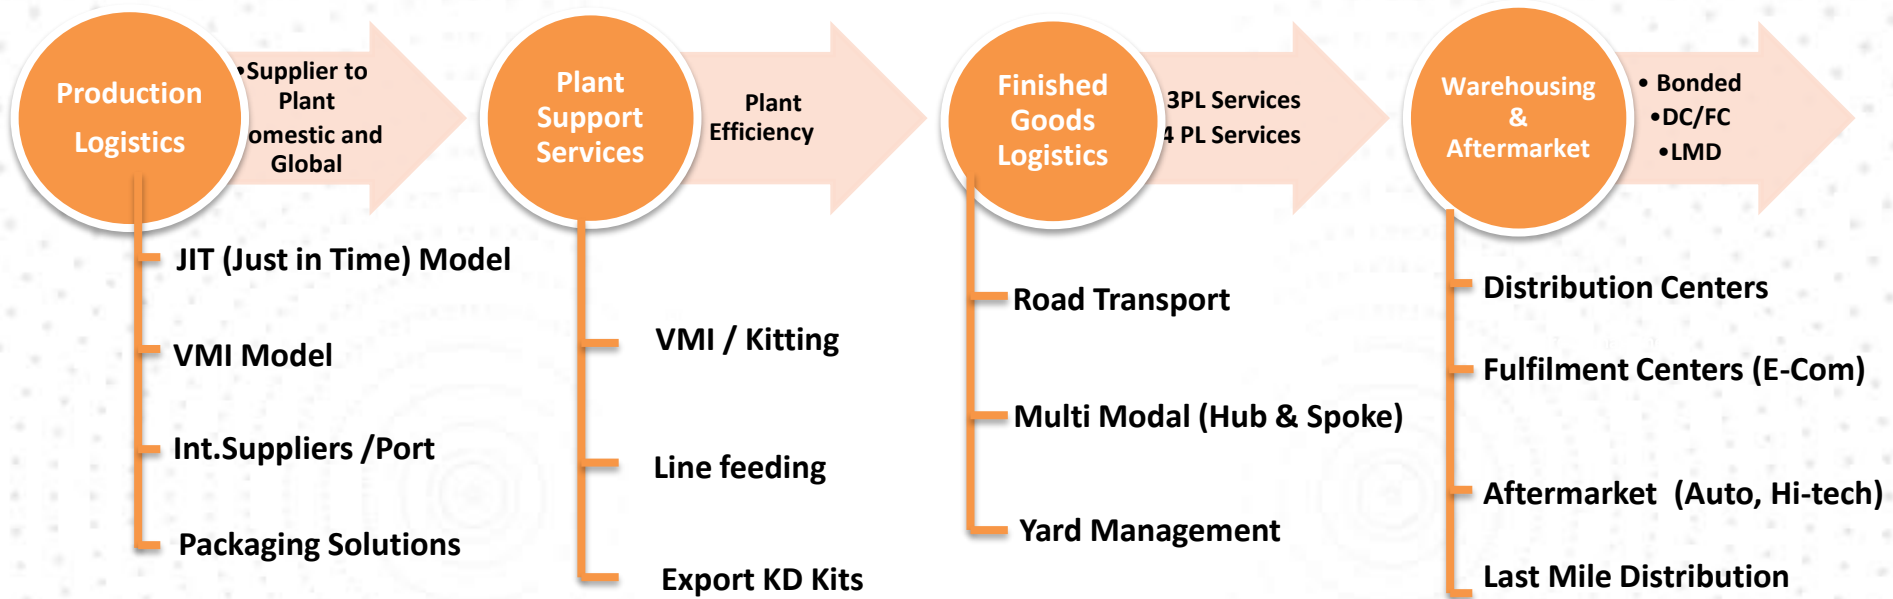 Production
Logistics
•Supplier to
Plant
omestic and
Global
JIT (Just in Time) Model
VMI Model
Int.Suppliers /Port
Packaging Solutions
Plant
Support
Services
Plant
Efficiency
VMI / Kitting
Line feeding
Export KD Kits
Finished
Goods
Logistics
3PL Services
4 PL Services
Road Transport
Multi Modal (Hub & Spoke)
Yard Management
Warehousing
&
Aftermarket
• Bonded
•DC/FC
•LMD
Distribution Centers
Fulfilment Centers (E-Com)
Aftermarket (Auto, Hi-tech)
Last Mile Distribution